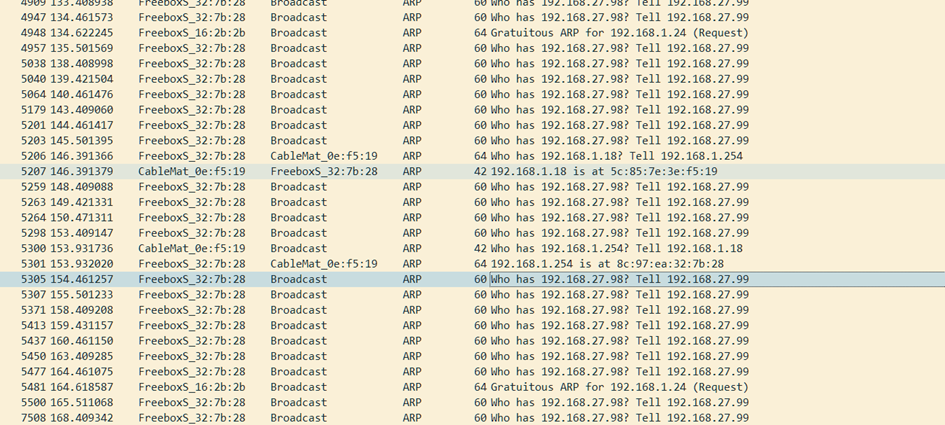 4909 133.408938 FreeboxS_32:7b:28 Broadcast ARP 60 Who has 192.168.27.98? Tell 192.168.27.99
4947 134.461573 FreeboxS_32:7b:28 Broadcast ARP 60 Who has 192.168.27.98? Tell 192.168.27.99
4948 134.622245 FreeboxS_16:2b:2b Broadcast ARP 64 Gratuitous ARP for 192.168.1.24 (Request)
4957 135.501569 FreeboxS_32:7b:28 Broadcast ARP 60 Who has 192.168.27.98? Tell 192.168.27.99
5038 138.408998 FreeboxS_32:7b:28 Broadcast ARP 60 Who has 192.168.27.98? Tell 192.168.27.99
5040 139.421504 FreeboxS_32:7b:28 Broadcast ARP 60 Who has 192.168.27.98? Tell 192.168.27.99
5064 140.461476 FreeboxS_32:7b:28 Broadcast ARP 60 Who has 192.168.27.98? Tell 192.168.27.99
5179 143.409060 FreeboxS_32:7b:28 Broadcast ARP 60 Who has 192.168.27.98? Tell 192.168.27.99
5201 144.461417 FreeboxS_32:7b:28 Broadcast ARP 60 Who has 192.168.27.98? Tell 192.168.27.99
5203 145.501395 FreeboxS_32:7b:28 Broadcast ARP 60 Who has 192.168.27.98? Tell 192.168.27.99
5206 146.391366 FreeboxS_32:7b:28 CableMat_0e:f5:19 ARP 64 Who has 192.168.1.18? Tell 192.168.1.254
5207 146.391379 CableMat_0e:f5:19 FreeboxS_32:7b:28 ARP 42 192.168.1.18 is at 5c:85:7e:3e:f5:19
5259 148.409088 FreeboxS_32:7b:28 Broadcast ARP 60 Who has 192.168.27.98? Tell 192.168.27.99
5263 149.421331 FreeboxS_32:7b:28 Broadcast ARP 60 Who has 192.168.27.98? Tell 192.168.27.99
5264 150.471311 FreeboxS_32:7b:28 Broadcast ARP 60 Who has 192.168.27.98? Tell 192.168.27.99
5298 153.409147 FreeboxS_32:7b:28 Broadcast ARP 60 Who has 192.168.27.98? Tell 192.168.27.99
5300 153.931736 CableMat_0e:f5:19 FreeboxS_32:7b:28 ARP 42 Who has 192.168.1.254? Tell 192.168.1.18
5301 153.932020 FreeboxS_32:7b:28 CableMat_0e:f5:19 ARP 64 192.168.1.254 is at 8c:97:ea:32:7b:28
5305 154.461257 FreeboxS_32:7b:28 Broadcast ARP 60 Who has 192.168.27.98? Tell 192.168.27.99
5307 155.501233 FreeboxS_32:7b:28 Broadcast ARP 60 Who has 192.168.27.98? Tell 192.168.27.99
5371 158.409208 FreeboxS_32:7b:28 Broadcast ARP 60 Who has 192.168.27.98? Tell 192.168.27.99
5413 159.431157 FreeboxS_32:7b:28 Broadcast ARP 60 Who has 192.168.27.98? Tell 192.168.27.99
5437 160.461150 FreeboxS_32:7b:28 Broadcast ARP 60 Who has 192.168.27.98? Tell 192.168.27.99
5450 163.409285 FreeboxS_32:7b:28 Broadcast ARP 60 Who has 192.168.27.98? Tell 192.168.27.99
5477 164.461075 FreeboxS_32:7b:28 Broadcast ARP 60 Who has 192.168.27.98? Tell 192.168.27.99
5481 164.618587 FreeboxS_16:2b:2b Broadcast ARP 64 Gratuitous ARP for 192.168.1.24 (Request)
5500 165.511068 FreeboxS_32:7b:28 Broadcast ARP 60 Who has 192.168.27.98? Tell 192.168.27.99
7508 168.409342 FreeboxS_32:7b:28 Broadcast ARP 60 Who has 192.168.27.98? Tell 192.168.27.99